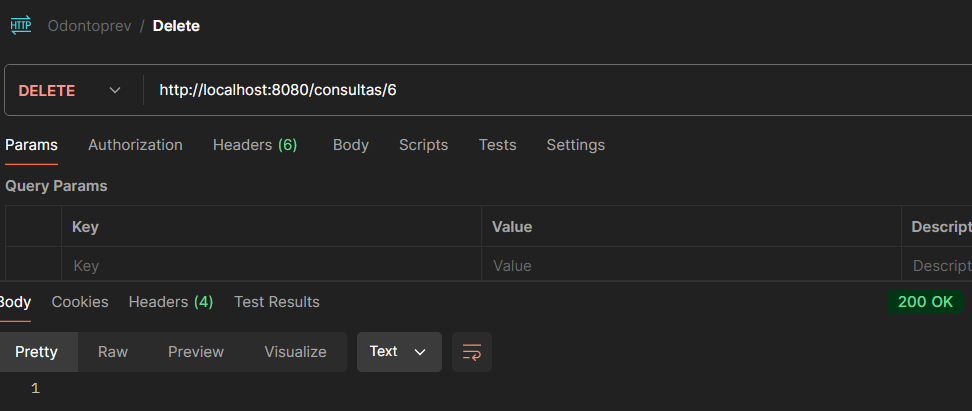 HTTP Odontoprev / Delete
DELETE http://localhost:8080/consultas/6
Params Authorization Headers (6) Body Scripts Tests Settings
Query Params
Key Value Descript
Key Value Descript
Body Cookies Headers (4) Test Results 200 OK
Pretty Raw Preview Visualize Text
1